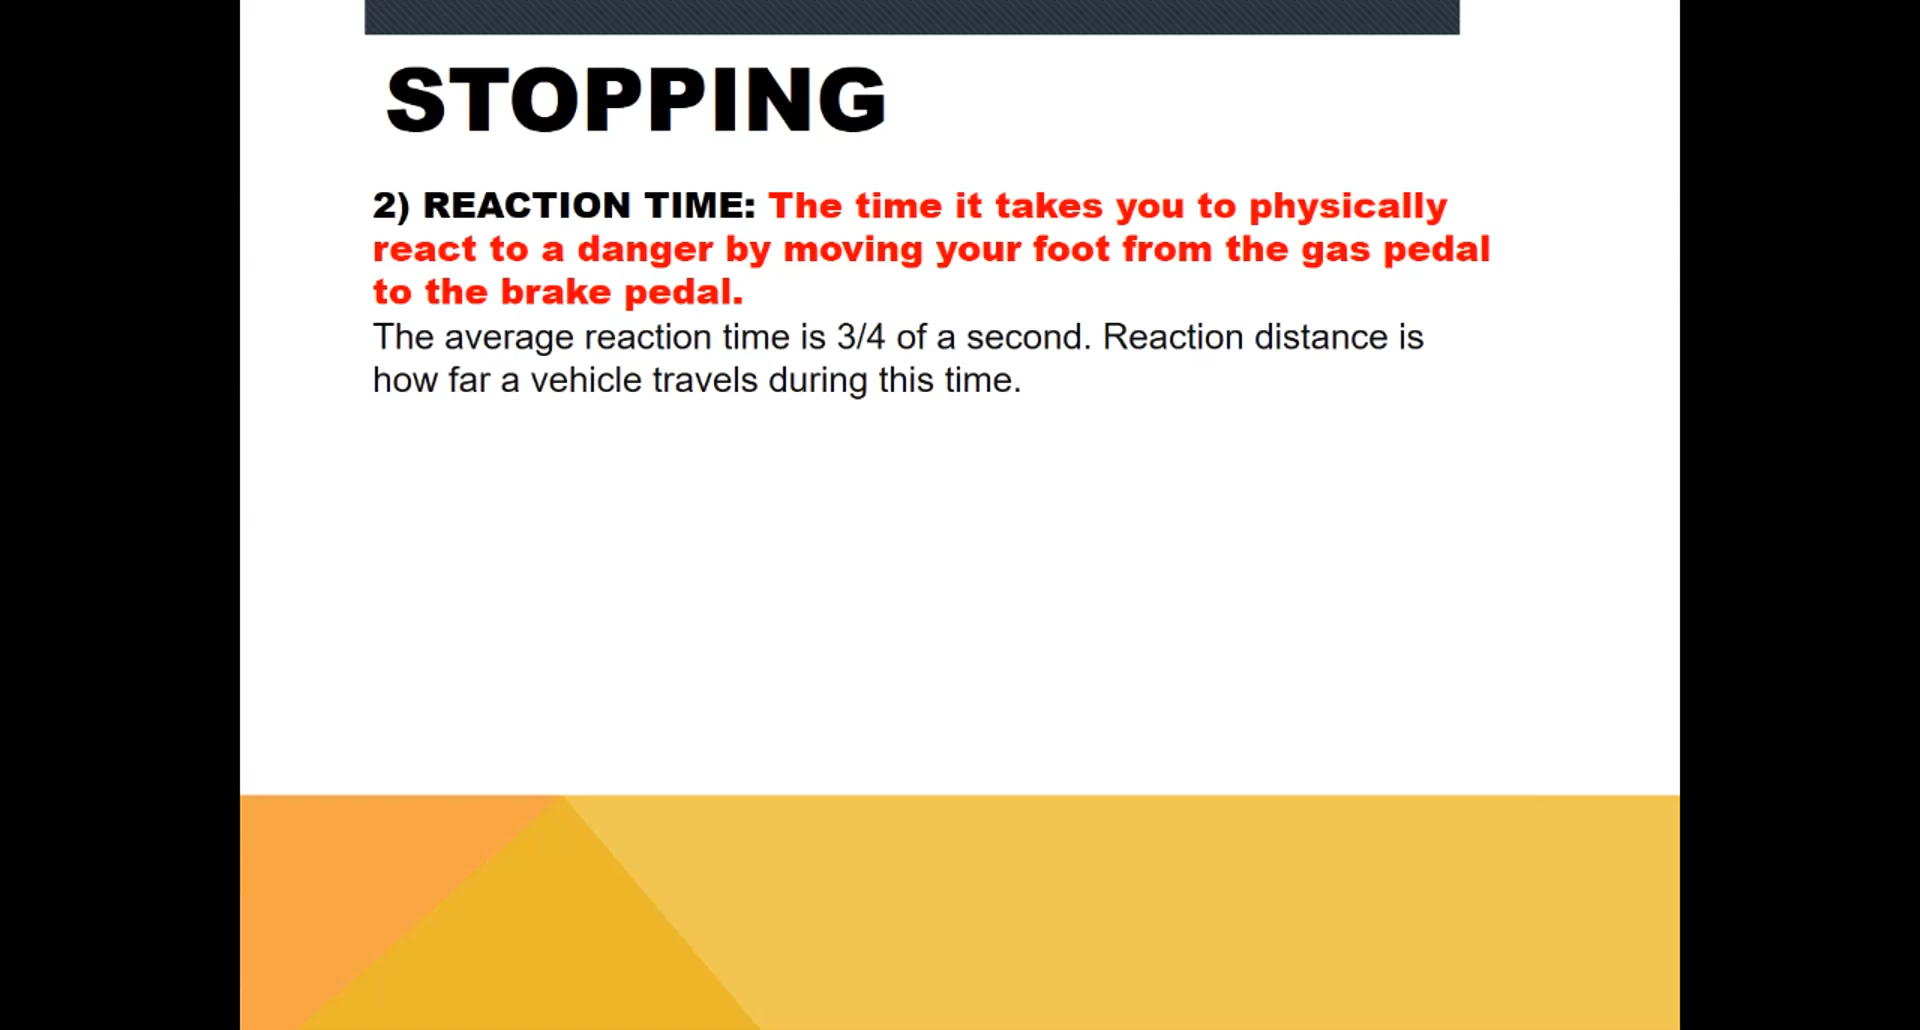 STOPPING
2) REACTION TIME: The time it takes you to physically
react to a danger by moving your foot from the gas pedal
to the brake pedal.
The average reaction time is 3/4 of a second. Reaction distance is
how far a vehicle travels during this time.